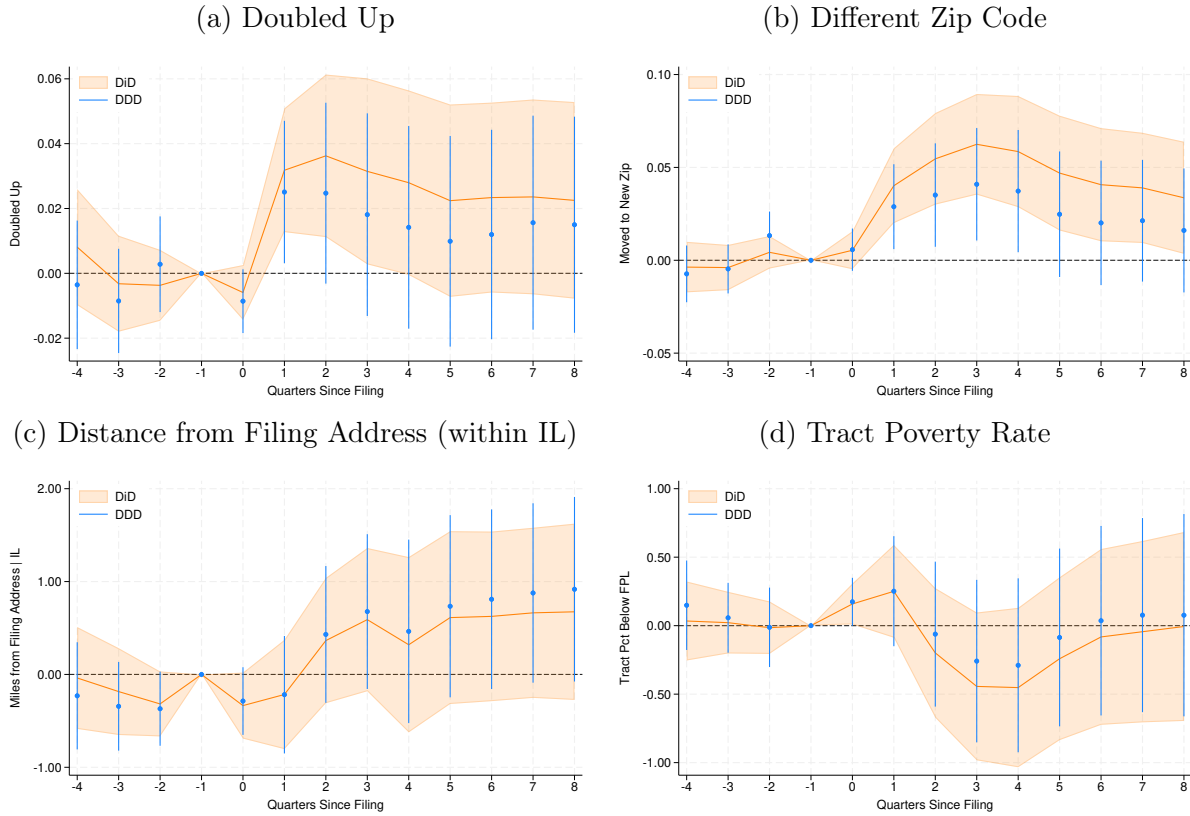 (a) Doubled Up
DiD
DDD
Doubled Up
0.06
0.04
0.02
0.00
-0.02
-4 -3 -2 -1 0 1 2 3 4 5 6 7 8
Quarters Since Filing
(b) Different Zip Code
DiD
DDD
Moved to New Zip
0.10
0.05
0.00
-0.05
-4 -3 -2 -1 0 1 2 3 4 5 6 7 8
Quarters Since Filing
(c) Distance from Filing Address (within IL)
DiD
DDD
Miles from Filing Address | IL
2.00
1.00
0.00
-1.00
-4 -3 -2 -1 0 1 2 3 4 5 6 7 8
Quarters Since Filing
(d) Tract Poverty Rate
DiD
DDD
Tract Pct Below FPL
1.00
0.50
0.00
-0.50
-1.00
-4 -3 -2 -1 0 1 2 3 4 5 6 7 8
Quarters Since Filing